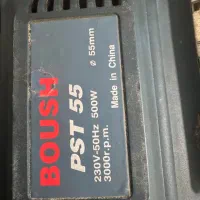 BOUSH
PST 55
ø 55mm
230V-50Hz 500W
3000r.p.m.
Made in China